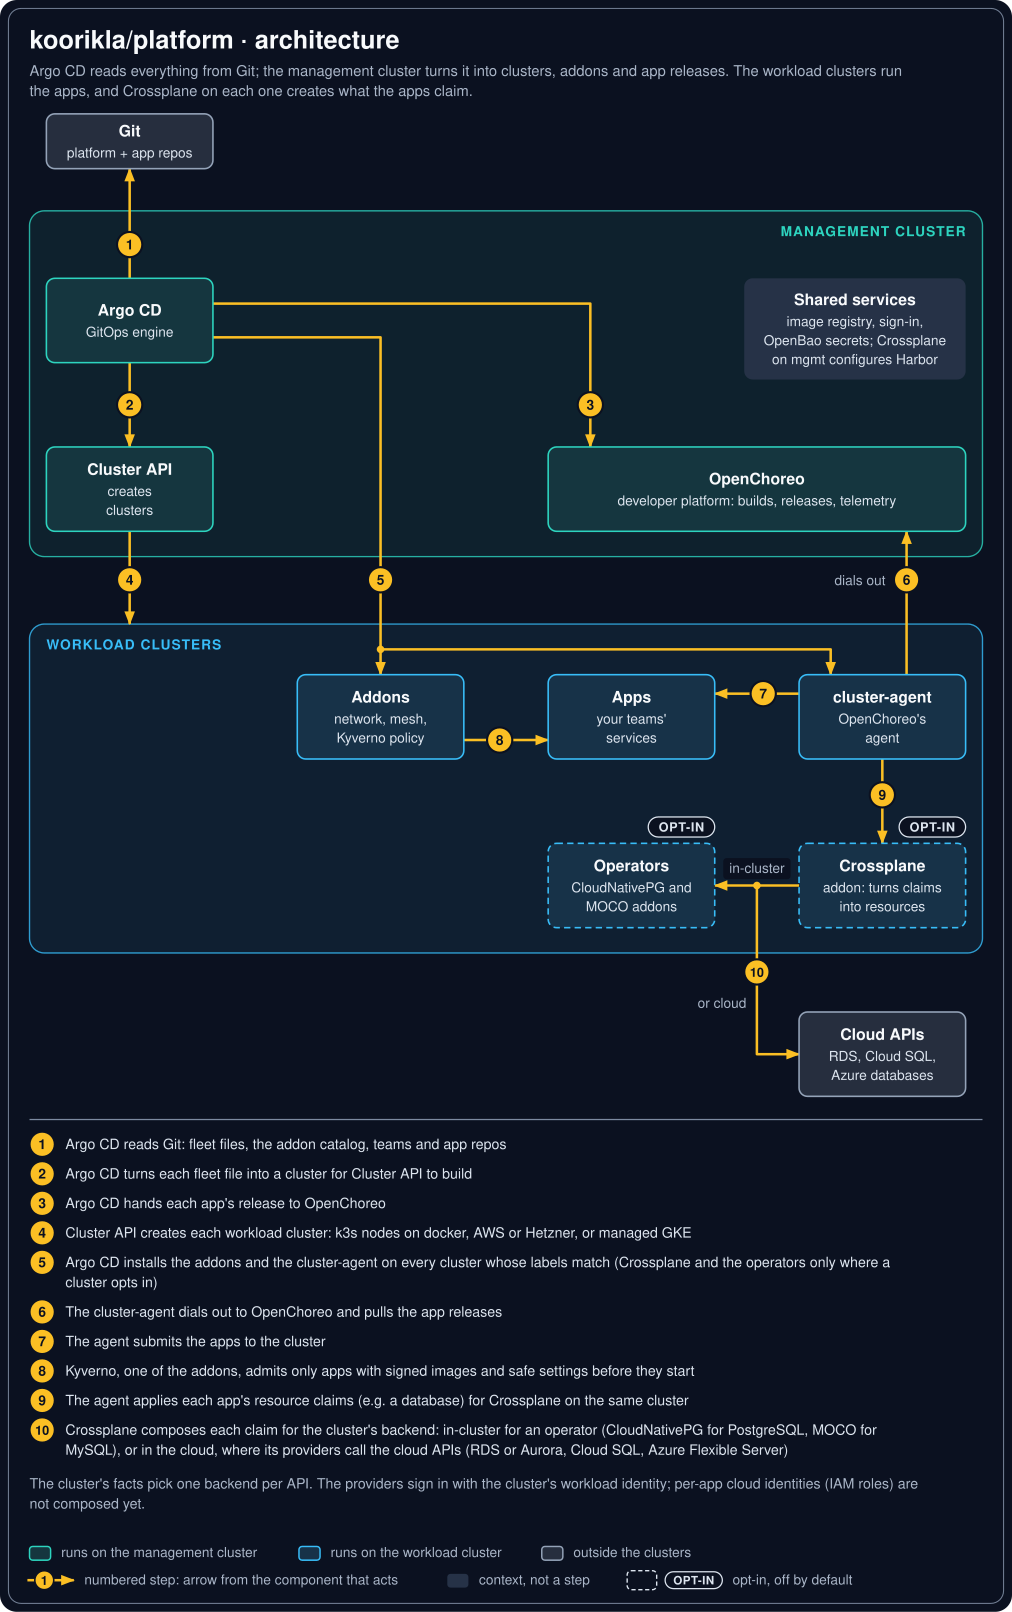 koorikla/platform · architecture
Argo CD reads everything from Git; the management cluster turns it into clusters, addons and app releases. The workload clusters run
the apps, and Crossplane on each one creates what the apps claim.
Git
platform + app repos
1
MANAGEMENT CLUSTER
Argo CD
GitOps engine
Shared services
image registry, sign-in,
OpenBao secrets; Crossplane
on mgmt configures Harbor
2
3
Cluster API
creates
clusters
OpenChoreo
developer platform: builds, releases, telemetry
4
5
dials out
6
WORKLOAD CLUSTERS
Addons
network, mesh,
Kyverno policy
8
Apps
your teams'
services
7
cluster-agent
OpenChoreo's
agent
9
OPT-IN
OPT-IN
Operators
CloudNativePG and
MOCO addons
in-cluster
Crossplane
addon: turns claims
into resources
10
or cloud
Cloud APIs
RDS, Cloud SQL,
Azure databases
1 Argo CD reads Git: fleet files, the addon catalog, teams and app repos
2 Argo CD turns each fleet file into a cluster for Cluster API to build
3 Argo CD hands each app's release to OpenChoreo
4 Cluster API creates each workload cluster: k3s nodes on docker, AWS or Hetzner, or managed GKE
5 Argo CD installs the addons and the cluster-agent on every cluster whose labels match (Crossplane and the operators only where a
cluster opts in)
6 The cluster-agent dials out to OpenChoreo and pulls the app releases
7 The agent submits the apps to the cluster
8 Kyverno, one of the addons, admits only apps with signed images and safe settings before they start
9 The agent applies each app's resource claims (e.g. a database) for Crossplane on the same cluster
10 Crossplane composes each claim for the cluster's backend: in-cluster for an operator (CloudNativePG for PostgreSQL, MOCO for
MySQL), or in the cloud, where its providers call the cloud APIs (RDS or Aurora, Cloud SQL, Azure Flexible Server)
The cluster's facts pick one backend per API. The providers sign in with the cluster's workload identity; per-app cloud identities (IAM roles) are
not composed yet.
runs on the management cluster
runs on the workload cluster
outside the clusters
1 numbered step: arrow from the component that acts
context, not a step
OPT-IN opt-in, off by default